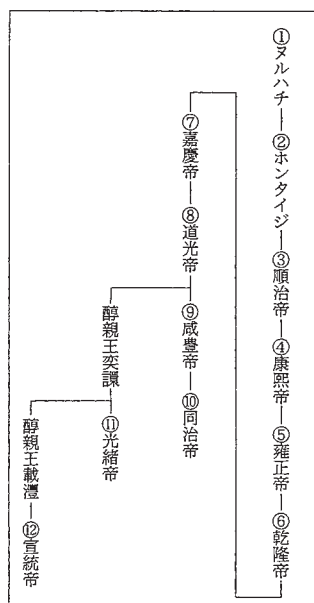 ①ヌルハチ―②ホンタイジ―③順治帝―④康熙帝―⑤雍正帝―⑥乾隆帝
⑦嘉慶帝―⑧道光帝―⑨咸豊帝―⑩同治帝
醇親王奕譞―⑪光緒帝
醇親王載灃―⑫宣統帝